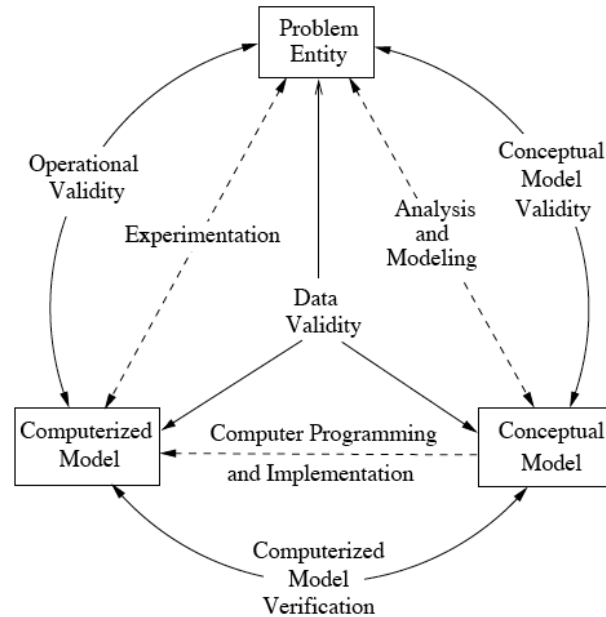 Problem
Entity
Operational
Validity
Conceptual
Model
Validity
Experimentation
Analysis
and
Modeling
Data
Validity
Computerized
Model
Computer Programming
and Implementation
Conceptual
Model
Computerized
Model
Verification